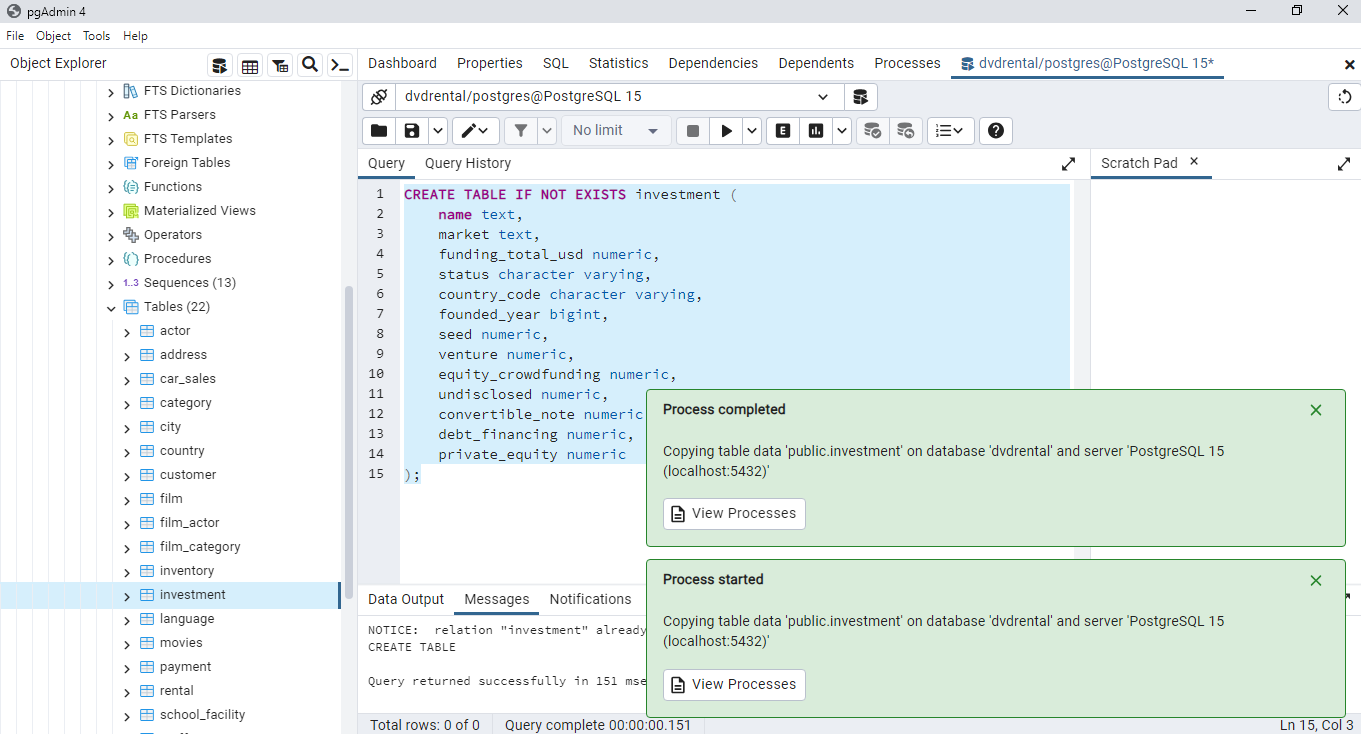 pgAdmin 4
File Object Tools Help
Object Explorer
Dashboard Properties SQL Statistics Dependencies Dependents Processes dvdrental/postgres@PostgreSQL 15*
FTS Dictionaries
Aa FTS Parsers
FTS Templates
Foreign Tables
Functions
Materialized Views
Operators
Procedures
1..3 Sequences (13)
Tables (22)
actor
address
car_sales
category
city
country
customer
film
film_actor
film_category
inventory
investment
language
movies
payment
rental
school_facility
dvdrental/postgres@PostgreSQL 15
No limit
E
Query Query History
Scratch Pad
1 CREATE TABLE IF NOT EXISTS investment (
2 name text,
3 market text,
4 funding_total_usd numeric,
5 status character varying,
6 country_code character varying,
7 founded_year bigint,
8 seed numeric,
9 venture numeric,
10 equity_crowdfunding numeric,
11 undisclosed numeric,
12 convertible_note numeric
13 debt_financing numeric,
14 private_equity numeric
15 );
Process completed
Copying table data 'public.investment' on database 'dvdrental' and server 'PostgreSQL 15
(localhost:5432)'
View Processes
Process started
Copying table data 'public.investment' on database 'dvdrental' and server 'PostgreSQL 15
(localhost:5432)'
View Processes
Data Output Messages Notifications
NOTICE: relation "investment" already
CREATE TABLE
Query returned successfully in 151 mse
Total rows: 0 of 0 Query complete 00:00:00.151 Ln 15, Col 3